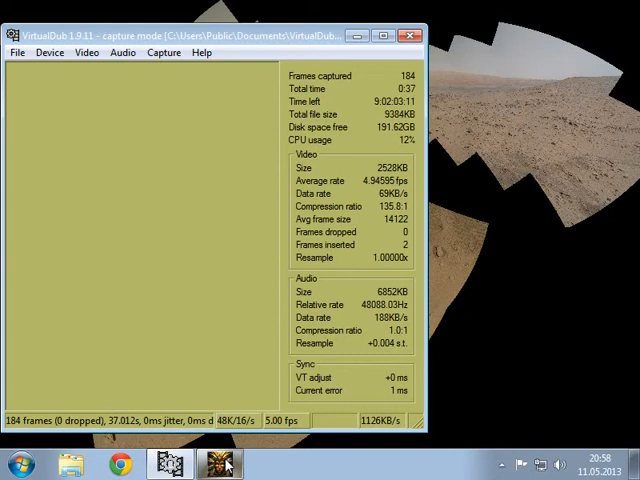 VirtualDub 1.9.11 - capture mode [C:\Users\Public\Documents\VirtualDub...
File Device Video Audio Capture Help
Frames captured 184
Total time 0:37
Time left 9:02:03:11
Total file size 9384KB
Disk space free 191.62GB
CPU usage 12%
Video
Size 2528KB
Average rate 4.94595 fps
Data rate 69KB/s
Compression ratio 135.8:1
Avg frame size 14122
Frames dropped 0
Frames inserted 2
Resample 1.00000x
Audio
Size 6852KB
Relative rate 48088.03Hz
Data rate 188KB/s
Compression ratio 1.0:1
Resample +0.004 s.t.
Sync
VT adjust +0 ms
Current error 1 ms
184 frames (0 dropped), 37.012s, 0ms jitter, 0ms d 48K/16/s 5.00 fps 1126KB/s
20:58
11.05.2013